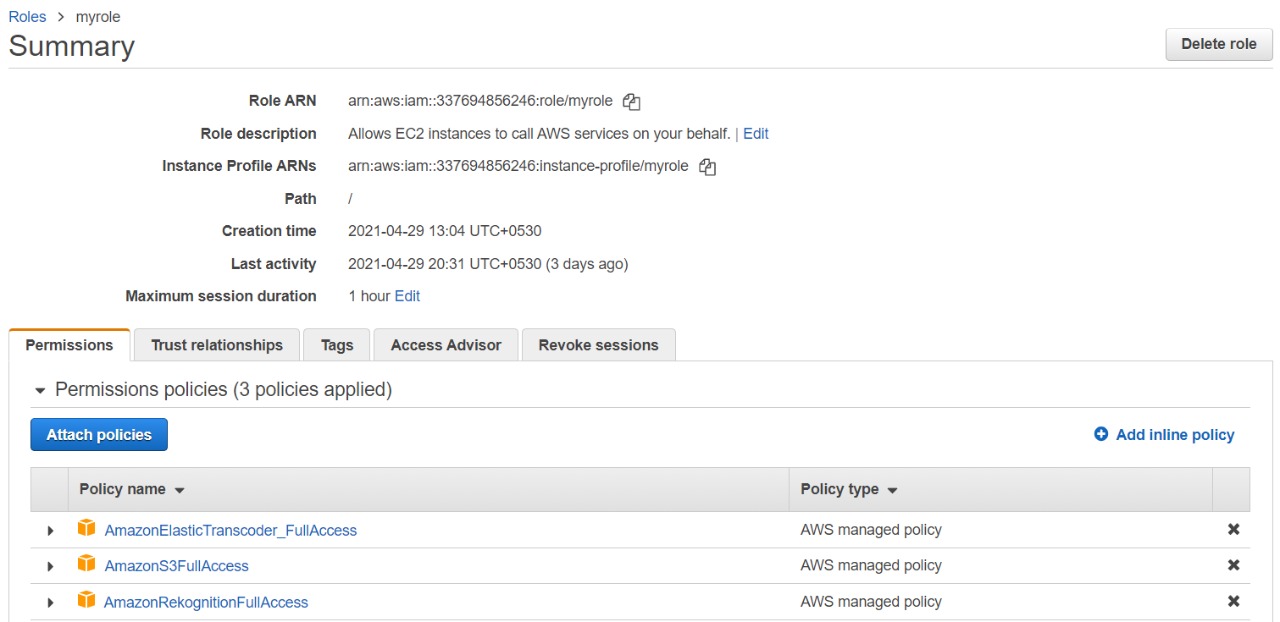 Roles > myrole
Summary
Delete role
Role ARN arn:aws:iam::337694856246:role/myrole
Role description Allows EC2 instances to call AWS services on your behalf. | Edit
Instance Profile ARNs arn:aws:iam::337694856246:instance-profile/myrole
Path /
Creation time 2021-04-29 13:04 UTC+0530
Last activity 2021-04-29 20:31 UTC+0530 (3 days ago)
Maximum session duration 1 hour Edit
Permissions Trust relationships Tags Access Advisor Revoke sessions
Permissions policies (3 policies applied)
Attach policies Add inline policy
Policy name Policy type
AmazonElasticTranscoder_FullAccess AWS managed policy
AmazonS3FullAccess AWS managed policy
AmazonRekognitionFullAccess AWS managed policy